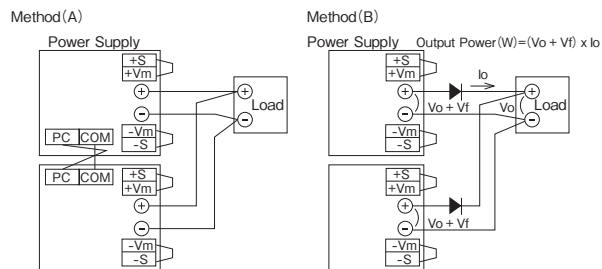 Method(A)
Power Supply
+S
+Vm
+
−
−Vm
−S
PC COM
+
−
Load
PC COM
+S
+Vm
+
−
−Vm
−S
Method(B)
Power Supply Output Power(W)=(Vo + Vf) x Io
+S
+Vm
Io
+
−
Vo + Vf
Vo
+
−
Load
−Vm
−S
+S
+Vm
+
−
Vo + Vf
−Vm
−S